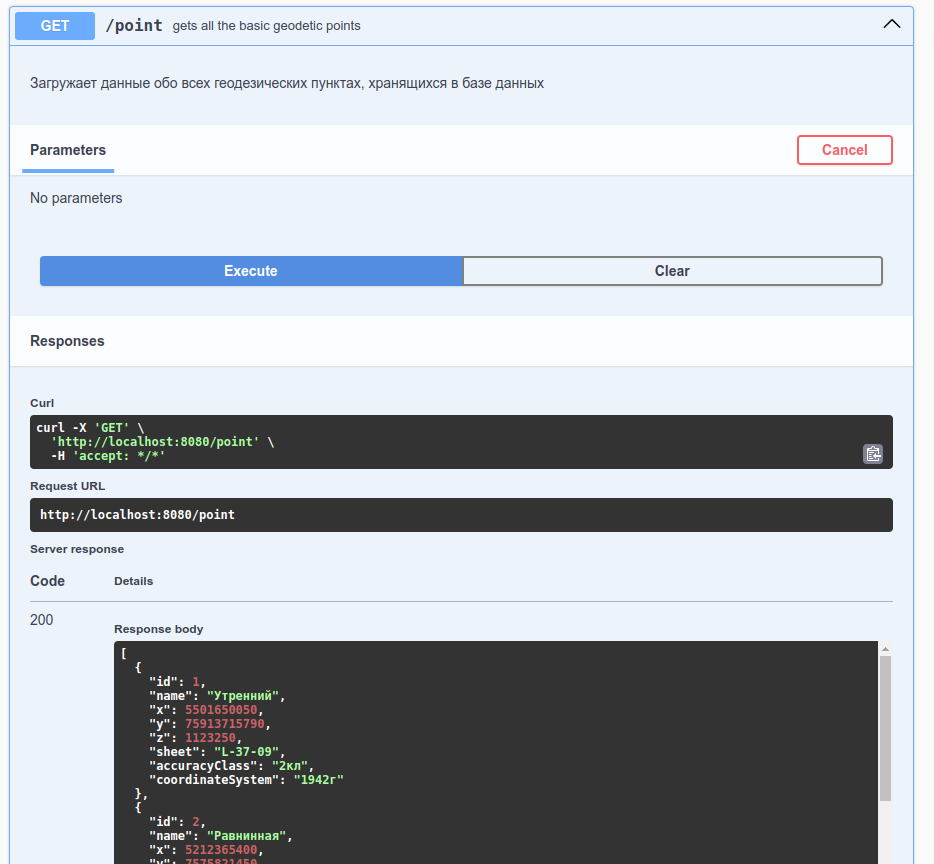 GET /point gets all the basic geodetic points
Загружает данные обо всех геодезических пунктах, хранящихся в базе данных
Parameters Cancel
No parameters
Execute Clear
Responses
Curl
curl -X 'GET' \
'http://localhost:8080/point' \
-H 'accept: */*'
Request URL
http://localhost:8080/point
Server response
Code Details
200
Response body
[
{
"id": 1,
"name": "Утренний",
"x": 5501650050,
"y": 75913715790,
"z": 1123250,
"sheet": "L-37-09",
"accuracyClass": "2кл",
"coordinateSystem": "1942г"
},
{
"id": 2,
"name": "Равнинная",
"x": 5212365400,
"y": 7575821450